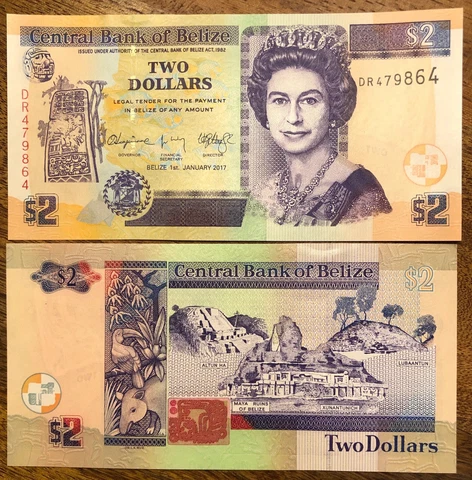 Central Bank of Belize
ISSUED UNDER AUTHORITY OF THE CENTRAL BANK OF BELIZE ACT, 1982
$2
TWO
DOLLARS
DR479864
DR479864
LEGAL TENDER FOR THE PAYMENT
IN BELIZE OF ANY AMOUNT
GOVERNOR
FINANCIAL
SECRETARY
DIRECTOR
BELIZE 1st. JANUARY 2017
$2
$2
$2
Central Bank of Belize
$2
ALTUN HA
LUBAANTUN
MAYA RUINS
OF BELIZE
XUNANTUNICH
$2
Two Dollars